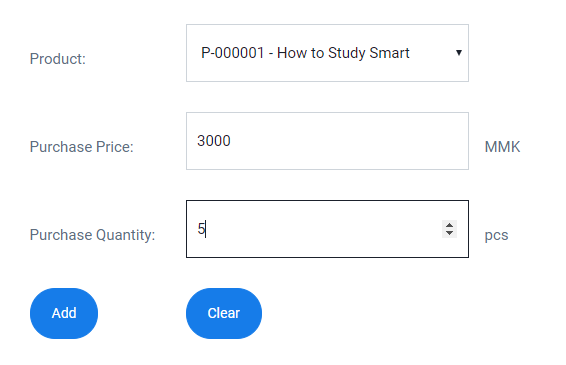 Product: P-000001 - How to Study Smart
Purchase Price: 3000 MMK
Purchase Quantity: 5 pcs
Add Clear